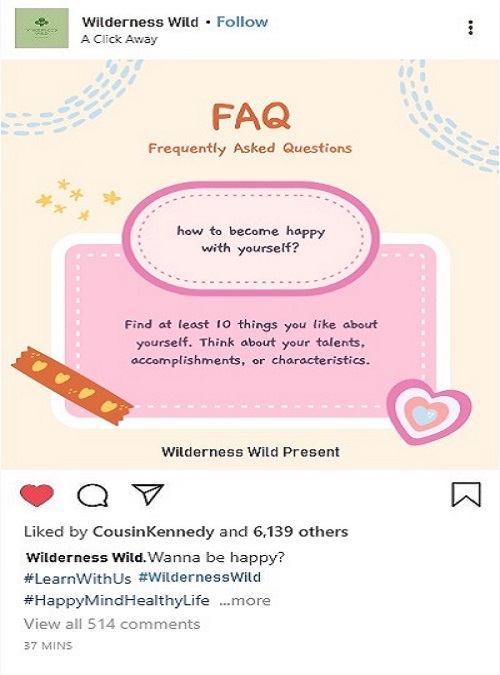 Wilderness Wild • Follow
A Click Away
FAQ
Frequently Asked Questions
how to become happy
with yourself?
Find at least 10 things you like about
yourself. Think about your talents,
accomplishments, or characteristics.
Wilderness Wild Present
Liked by CousinKennedy and 6,139 others
Wilderness Wild. Wanna be happy?
#LearnWithUs #WildernessWild
#HappyMindHealthyLife ...more
View all 514 comments
37 MINS